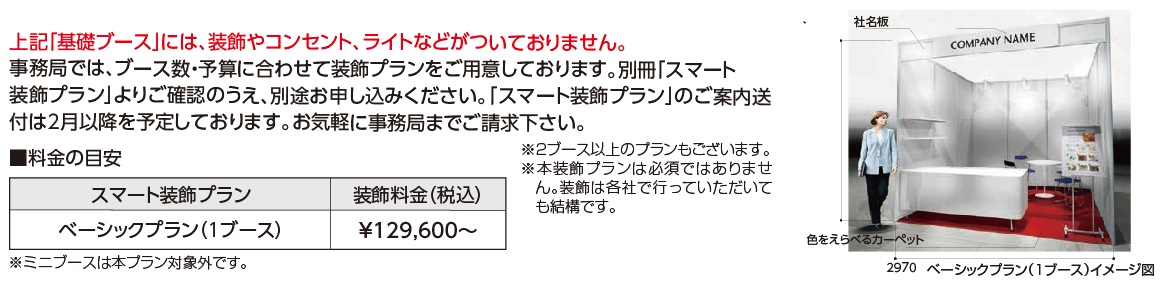 上記「基礎ブース」には、装飾やコンセント、ライトなどがついておりません。
事務局では、ブース数・予算に合わせて装飾プランをご用意しております。別冊「スマート
装飾プラン」よりご確認のうえ、別途お申し込みください。「スマート装飾プラン」のご案内送
付は2月以降を予定しております。お気軽に事務局までご請求下さい。
■料金の目安
スマート装飾プラン 装飾料金(税込)
ベーシックプラン(1ブース) ¥129,600〜
※ミニブースは本プラン対象外です。
※2ブース以上のプランもございます。
※本装飾プランは必須ではありませ
ん。装飾は各社で行っていただいて
も結構です。
社名板
COMPANY NAME
色をえらべるカーペット
2970 ベーシックプラン(1ブース)イメージ図